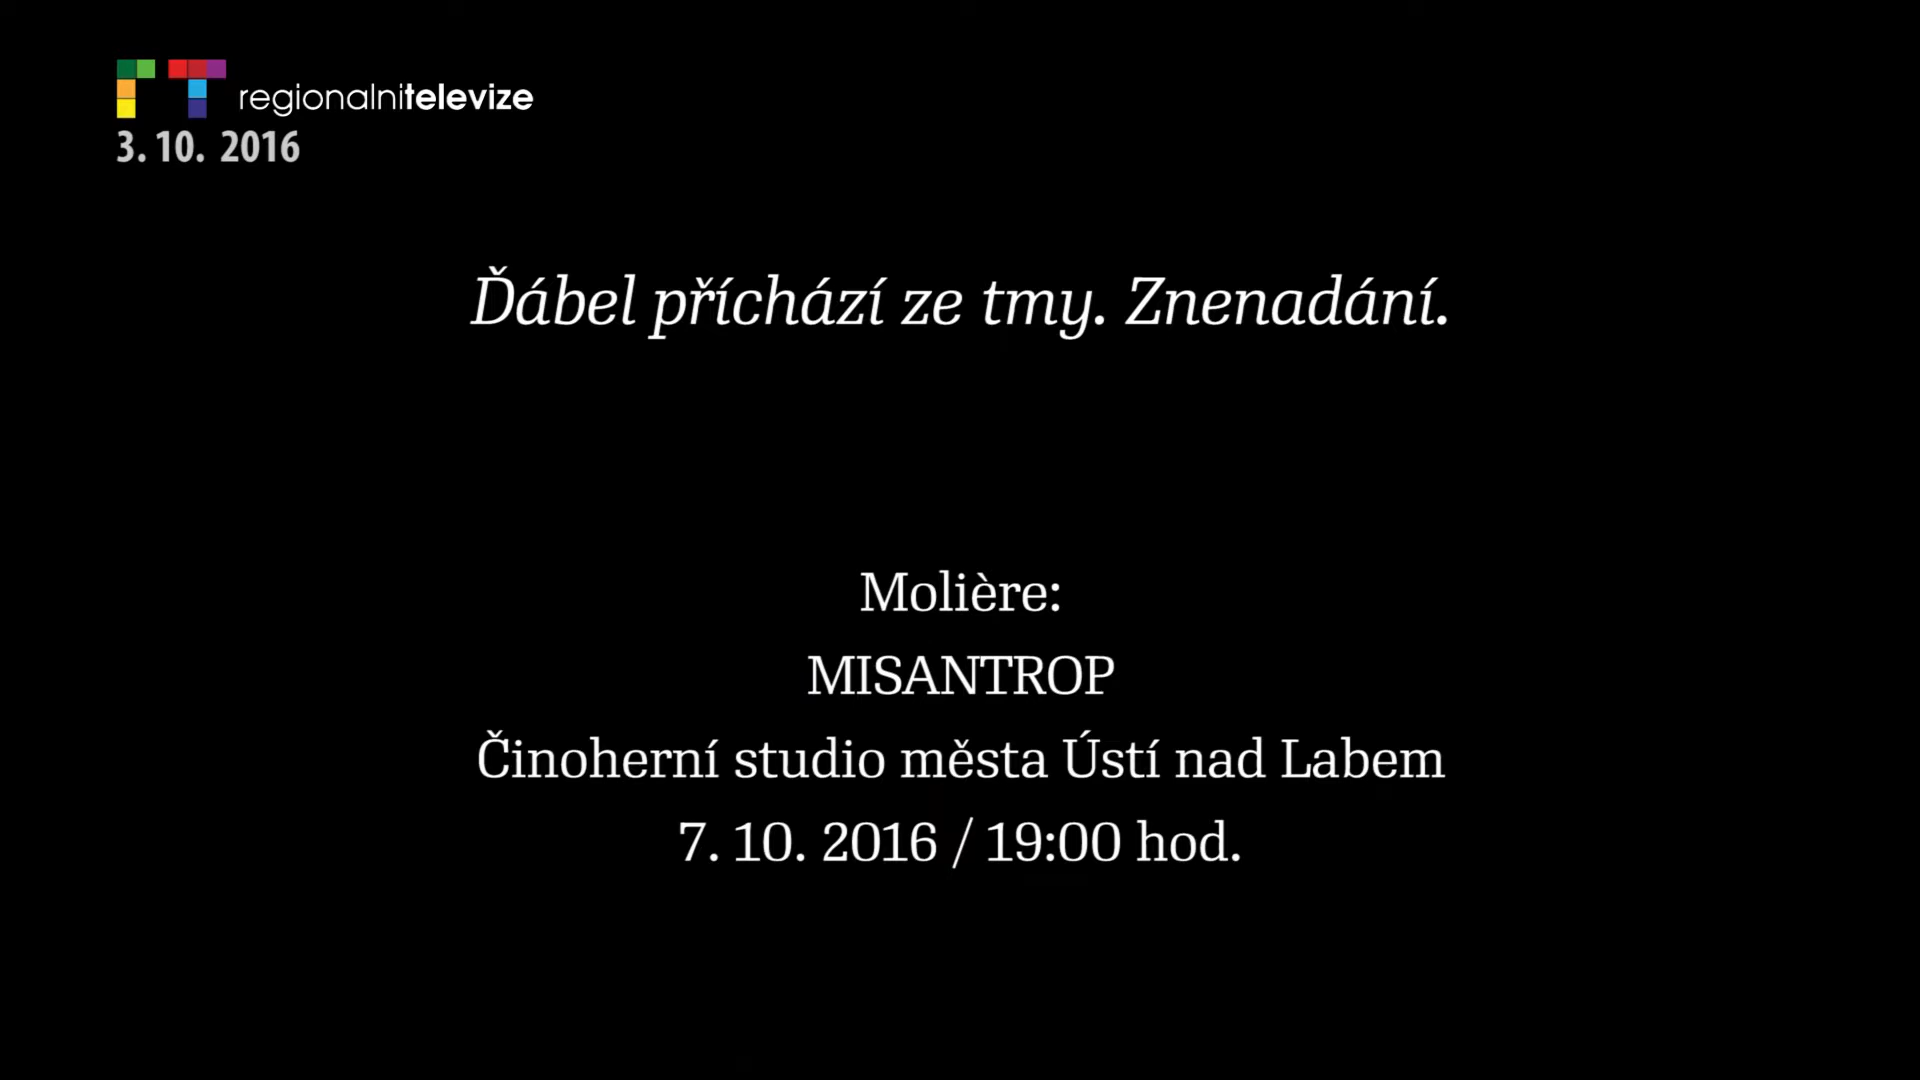 regionalnitelevize
3. 10. 2016
Ďábel přícházi ze tmy. Znenadání.
Molière:
MISANTROP
Činoherní studio města Ústí nad Labem
7. 10. 2016 / 19:00 hod.